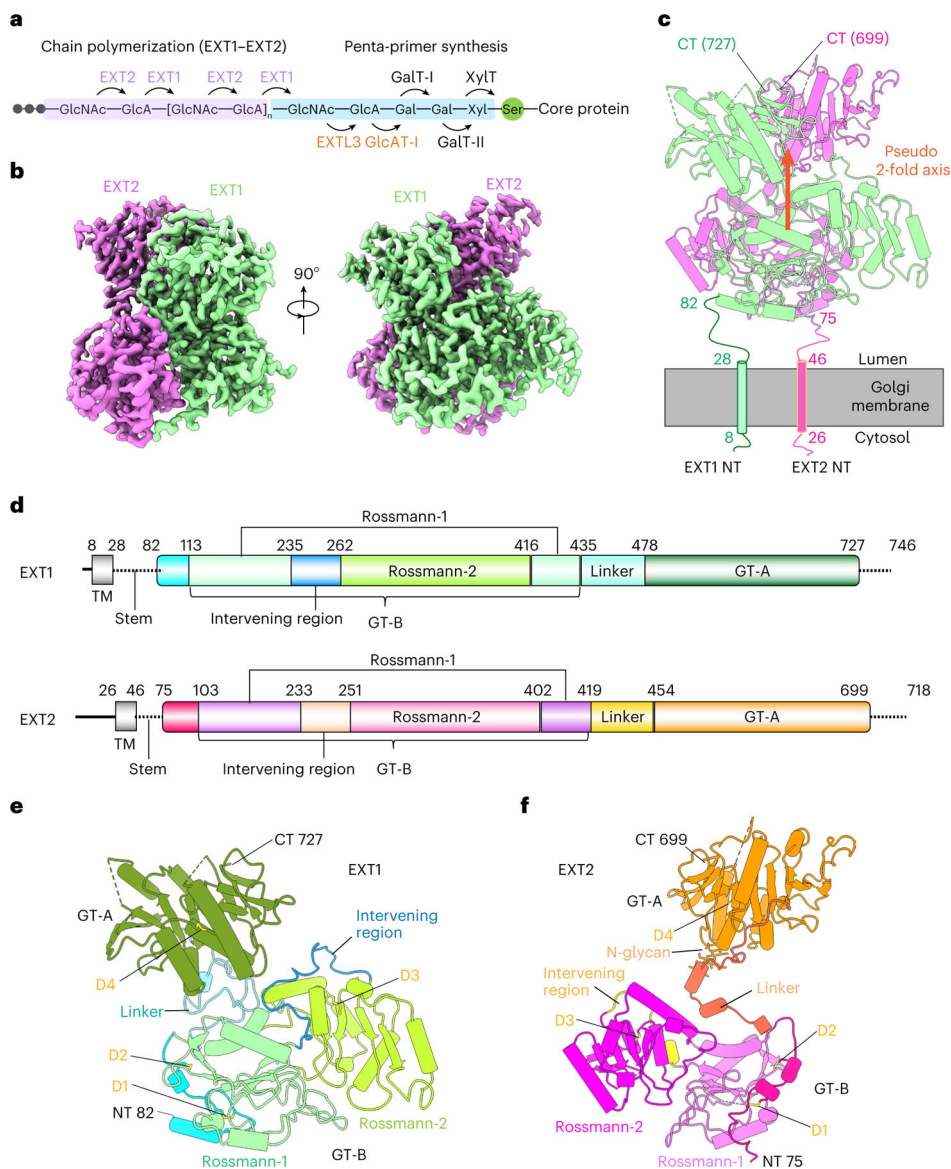 a
Chain polymerization (EXT1–EXT2)
Penta-primer synthesis
EXT2 EXT1 EXT2 EXT1 GalT-I XylT
GlcNAc—GlcA—[GlcNAc—GlcA]n—GlcNAc—GlcA—Gal—Gal—Xyl—Ser—Core protein
EXTL3 GlcAT-I GalT-II
b
EXT2 EXT1
90°
EXT1 EXT2
c
CT (727) CT (699)
Pseudo
2-fold axis
82 75
28 46 Lumen
Golgi
membrane
8 26 Cytosol
EXT1 NT EXT2 NT
d
Rossmann-1
8 28 82 113 235 262 416 435 478 727 746
EXT1 Rossmann-2 Linker GT-A
TM
Stem
Intervening region GT-B
Rossmann-1
26 46 75 103 233 251 402 419 454 699 718
EXT2 Rossmann-2 Linker GT-A
TM
Stem
Intervening region GT-B
e
CT 727
EXT1
GT-A
Intervening
region
D4
D3
Linker
D2
D1
NT 82
Rossmann-2
Rossmann-1
GT-B
f
CT 699
EXT2
GT-A
D4
N-glycan
Intervening
region
Linker
D3
D2
GT-B
D1
Rossmann-2
Rossmann-1
NT 75